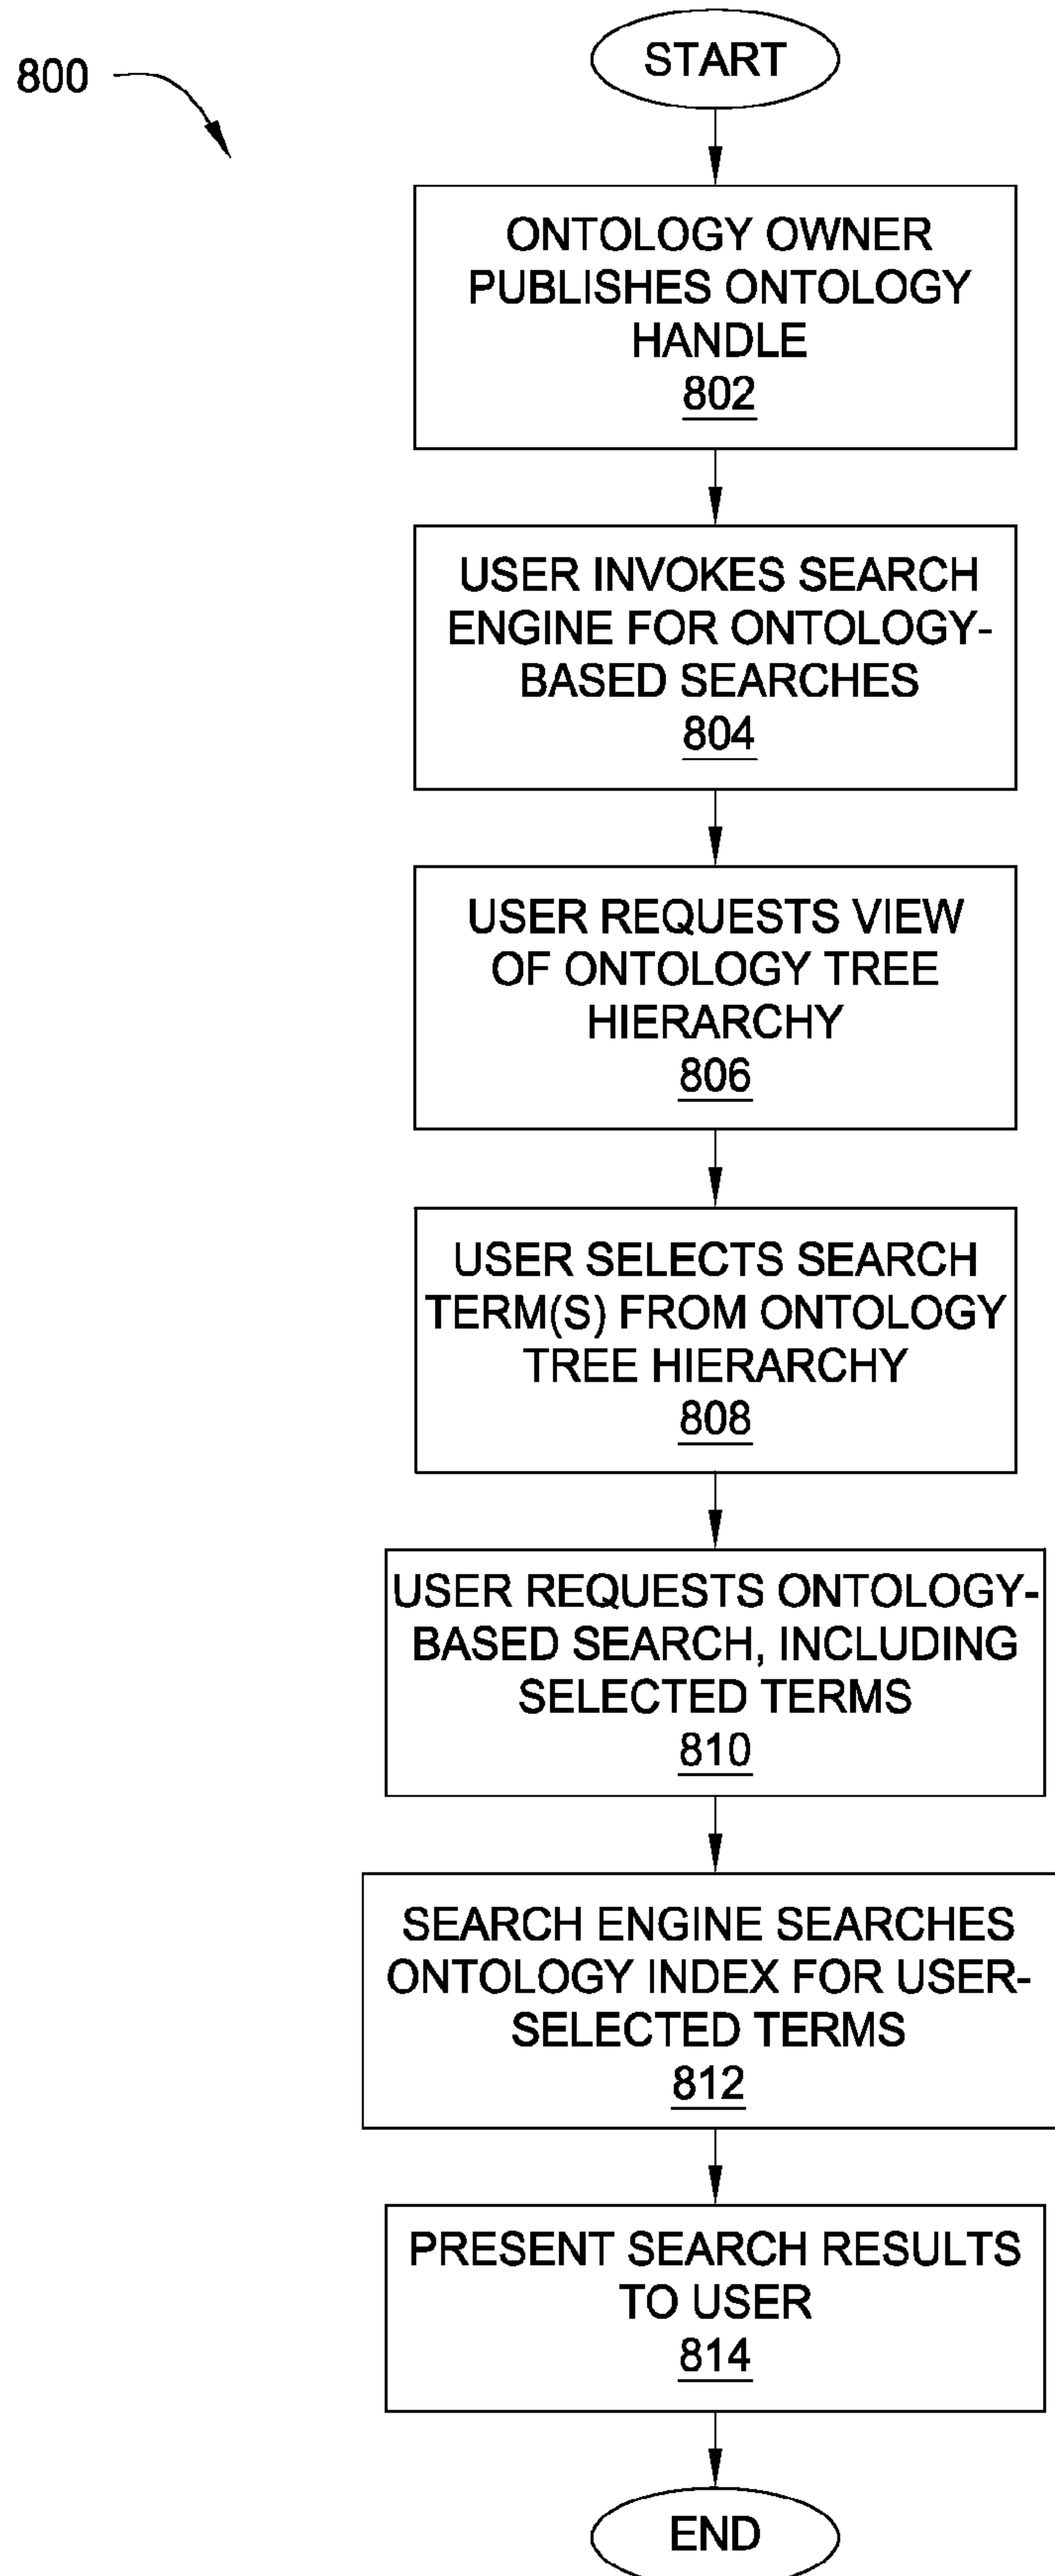 800
START
ONTOLOGY OWNER
PUBLISHES ONTOLOGY
HANDLE
802
USER INVOKES SEARCH
ENGINE FOR ONTOLOGY-
BASED SEARCHES
804
USER REQUESTS VIEW
OF ONTOLOGY TREE
HIERARCHY
806
USER SELECTS SEARCH
TERM(S) FROM ONTOLOGY
TREE HIERARCHY
808
USER REQUESTS ONTOLOGY-
BASED SEARCH, INCLUDING
SELECTED TERMS
810
SEARCH ENGINE SEARCHES
ONTOLOGY INDEX FOR USER-
SELECTED TERMS
812
PRESENT SEARCH RESULTS
TO USER
814
END